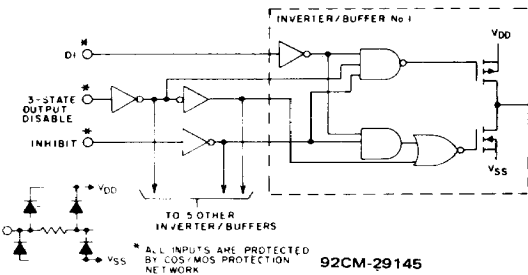 INVERTER/BUFFER No. 1
VDD
*
D1
*
3-STATE
OUTPUT
DISABLE
*
INHIBIT
VSS
VDD
VSS
TO 5 OTHER
INVERTER/BUFFERS
* ALL INPUTS ARE PROTECTED
BY COS/MOS PROTECTION
NETWORK
92CM-29145